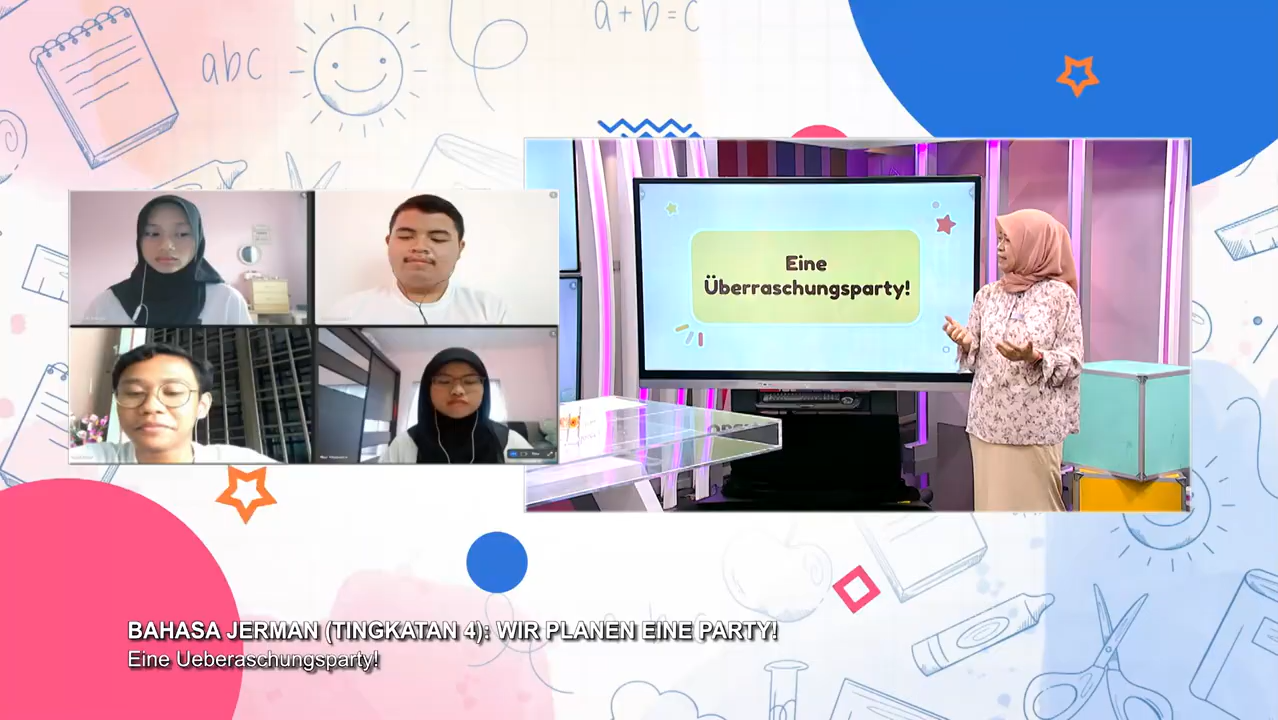 a+b=c
abc
Eine
Überraschungsparty!
BAHASA JERMAN (TINGKATAN 4): WIR PLANEN EINE PARTY!
Eine Ueberaschungsparty!